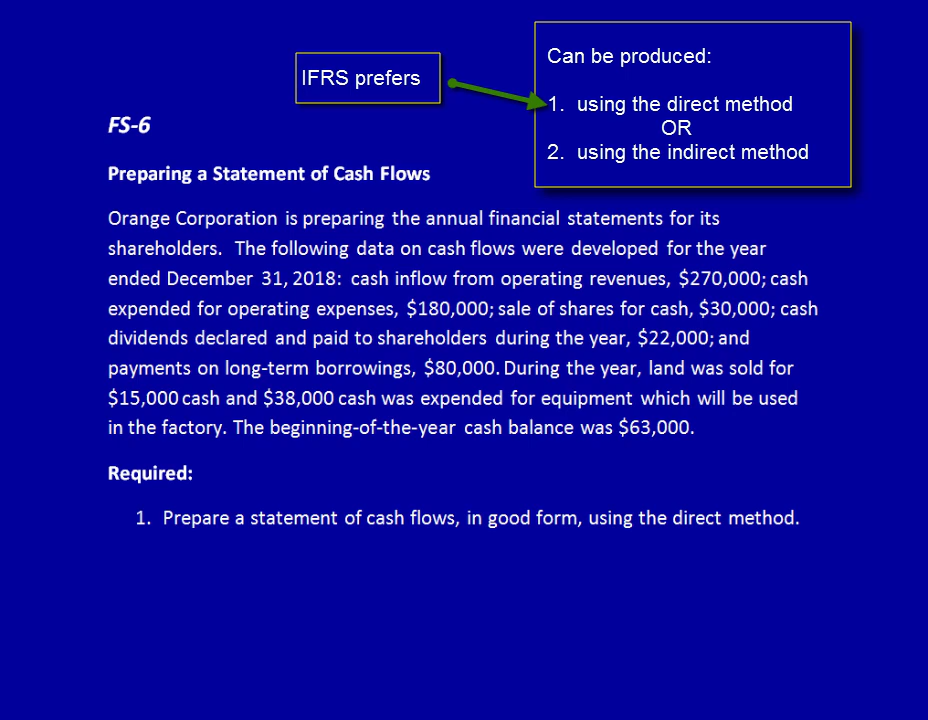 IFRS prefers
Can be produced:
1. using the direct method
OR
2. using the indirect method
FS-6
Preparing a Statement of Cash Flows
Orange Corporation is preparing the annual financial statements for its
shareholders. The following data on cash flows were developed for the year
ended December 31, 2018: cash inflow from operating revenues, $270,000; cash
expended for operating expenses, $180,000; sale of shares for cash, $30,000; cash
dividends declared and paid to shareholders during the year, $22,000; and
payments on long-term borrowings, $80,000. During the year, land was sold for
$15,000 cash and $38,000 cash was expended for equipment which will be used
in the factory. The beginning-of-the-year cash balance was $63,000.
Required:
1. Prepare a statement of cash flows, in good form, using the direct method.